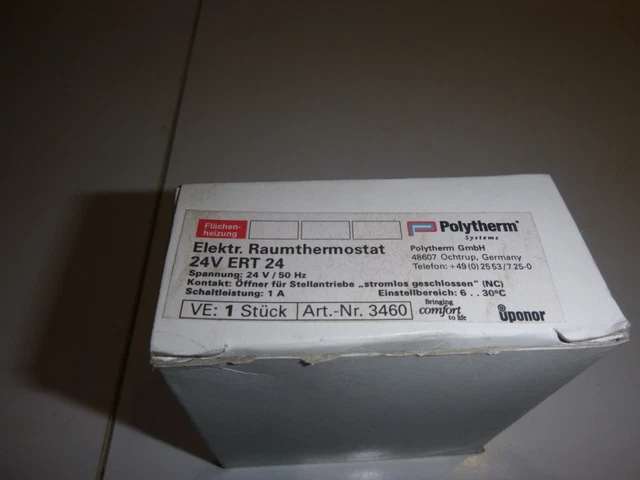 Flächen-
heizung
Polytherm
Systems
Elektr. Raumthermostat
24V ERT 24
Polytherm GmbH
48607 Ochtrup, Germany
Telefon: +49(0)2553/725-0
Spannung: 24 V / 50 Hz
Kontakt: Öffner für Stellantriebe „stromlos geschlossen" (NC)
Schaltleistung: 1 A
Einstellbereich: 6 . . 30°C
VE: 1 Stück
Art.-Nr. 3460
Bringing
comfort
to life
uponor